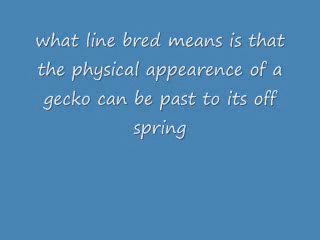 what line bred means is that
the physical appearence of a
gecko can be past to its off
spring